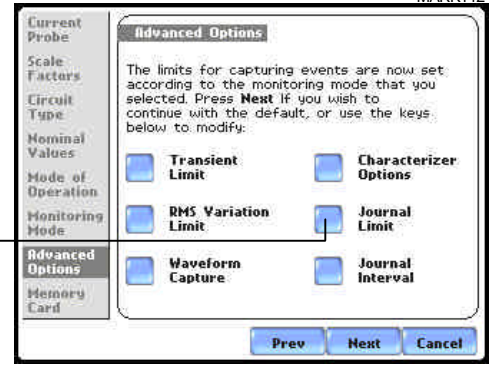 Current
Probe
Scale
Factors
Circuit
Type
Nominal
Values
Mode of
Operation
Monitoring
Mode
Advanced
Options
Memory
Card
Advanced Options
The limits for capturing events are now set
according to the monitoring mode that you
selected. Press Next if you wish to
continue with the default, or use the keys
below to modify:
Transient
Limit
Characterizer
Options
RMS Variation
Limit
Journal
Limit
Waveform
Capture
Journal
Interval
Prev
Next
Cancel